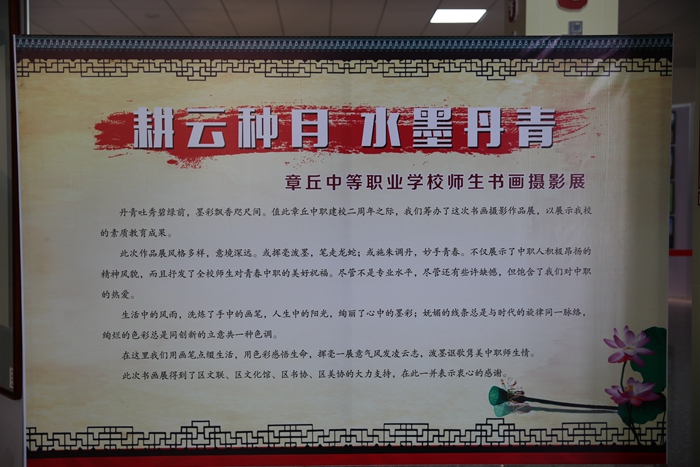 耕云种月 水墨丹青
章丘中等职业学校师生书画摄影展
丹青吐秀碧绿前，墨彩飘香咫尺间。值此章丘中职建校二周年之际，我们筹办了这次书画摄影作品展，以展示我校
的素质教育成果。
此次作品展风格多样，意境深远。或挥毫泼墨，笔走龙蛇；或施朱调丹，妙手青春。不仅展示了中职人积极昂扬的
精神风貌，而且抒发了全校师生对青春中职的美好祝福。尽管不是专业水平，尽管还有些许缺憾，但饱含了我们对中职
的热爱。
生活中的风雨，洗炼了手中的画笔，人生中的阳光，绚丽了心中的墨彩；妩媚的线条总是与时代的旋律同一脉络，
绚烂的色彩总是同创新的立意共一种色调。
在这里我们用画笔点缀生活，用色彩感悟生命，挥毫一展意气风发凌云志，泼墨讴歌隽美中职师生情。
此次书画展得到了区文联、区文化馆、区书协、区美协的大力支持，在此一并表示衷心的感谢。